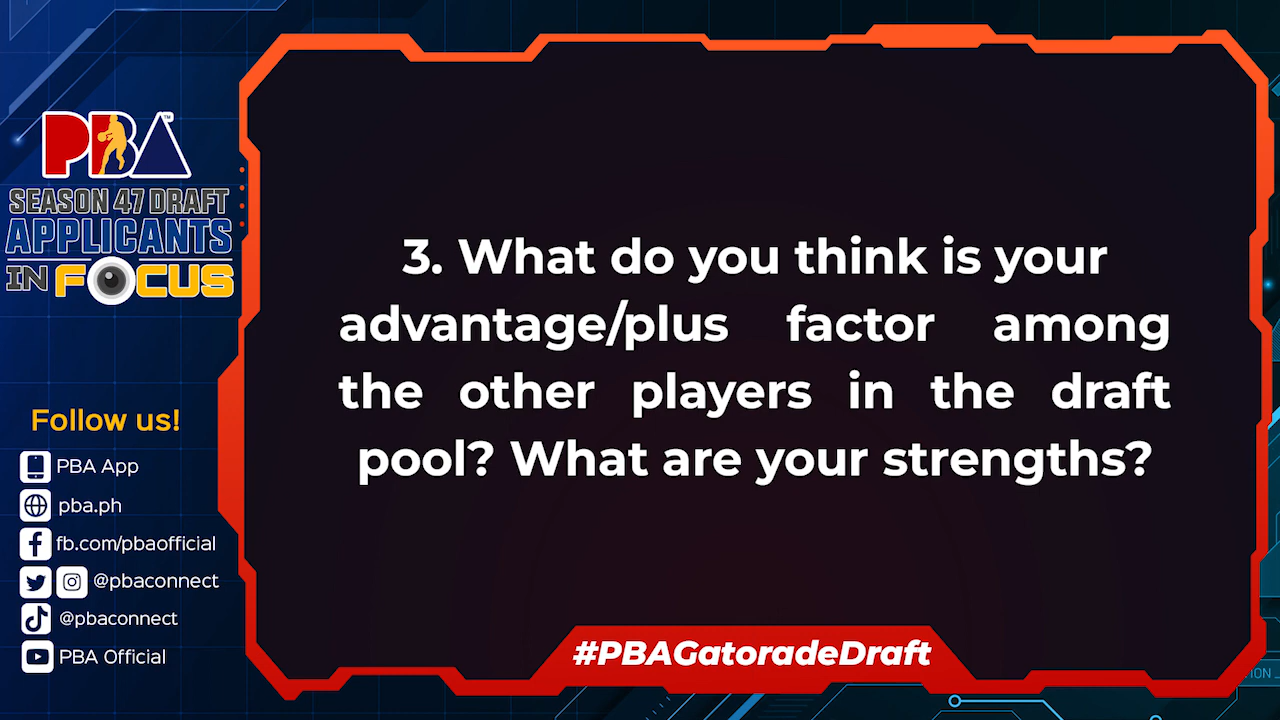 PBA
TM
SEASON 47 DRAFT
APPLICANTS
IN FOCUS
3. What do you think is your
advantage/plus factor among
the other players in the draft
pool? What are your strengths?
Follow us!
PBA App
pba.ph
fb.com/pbaofficial
@pbaconnect
@pbaconnect
PBA Official
#PBAGatoradeDraft